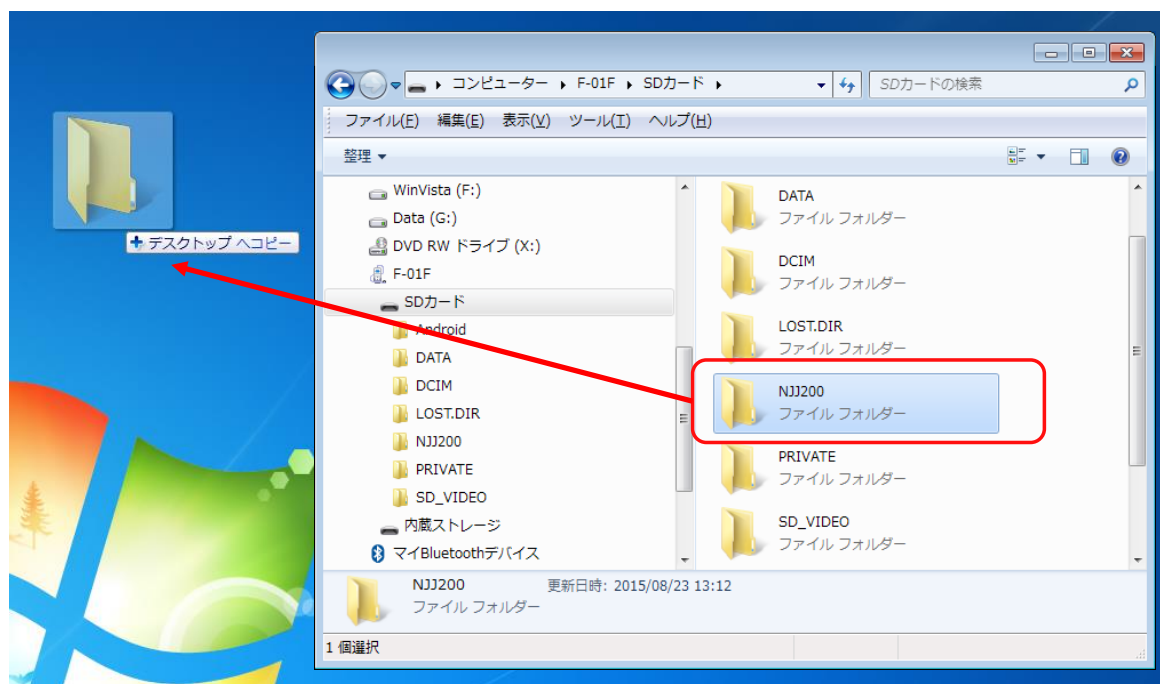 コンピューター ▸ F-01F ▸ SDカード ▸
SDカードの検索
ファイル(F) 編集(E) 表示(V) ツール(T) ヘルプ(H)
整理
デスクトップ へコピー
WinVista (F:)
Data (G:)
DVD RW ドライブ (X:)
F-01F
SDカード
Android
DATA
DCIM
LOST.DIR
NJJ200
PRIVATE
SD_VIDEO
内蔵ストレージ
マイBluetoothデバイス
DATA
ファイル フォルダー
DCIM
ファイル フォルダー
LOST.DIR
ファイル フォルダー
NJJ200
ファイル フォルダー
PRIVATE
ファイル フォルダー
SD_VIDEO
ファイル フォルダー
NJJ200 更新日時: 2015/08/23 13:12
ファイル フォルダー
1 個選択